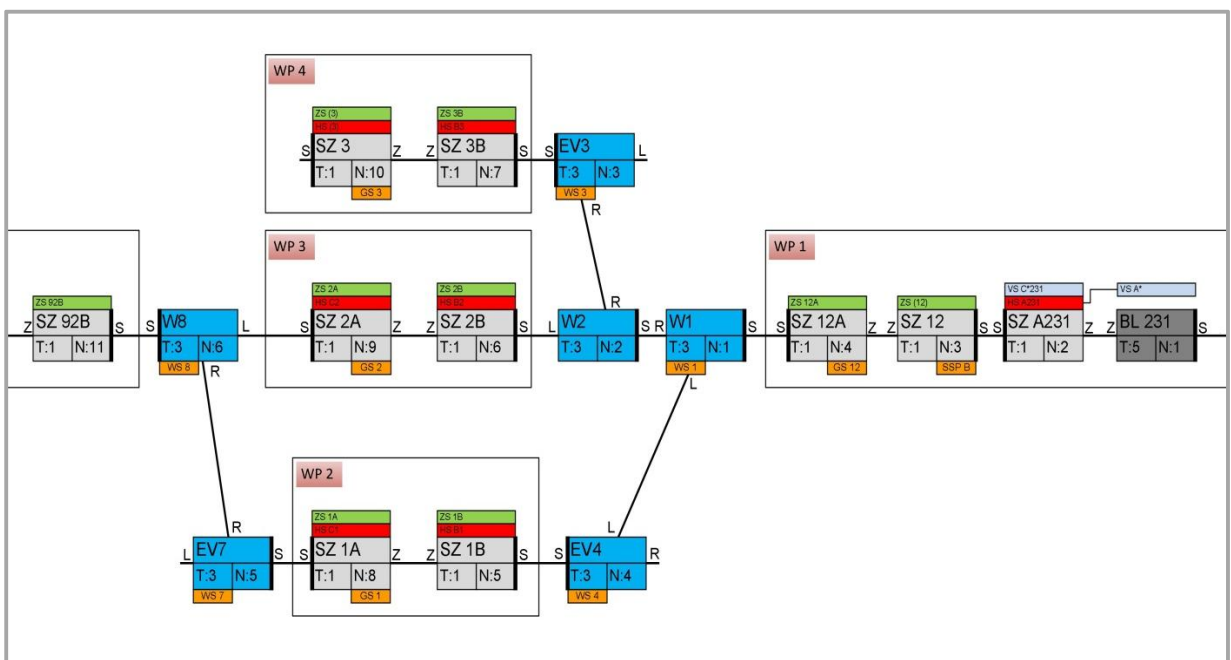 WP 4
ZS (3)
HS (3)
S SZ 3 Z
T:1 N:10
GS 3
ZS 3B
HS B3
Z SZ 3B S
T:1 N:7
S EV3 L
T:3 N:3
WS 3
R
R
ZS 92B
Z SZ 92B S
T:1 N:11
S W8 L
T:3 N:6
WS 8
R
WP 3
ZS 2A
HS C2
S SZ 2A Z
T:1 N:9
GS 2
ZS 2B
HS B2
Z SZ 2B S
T:1 N:6
L W2 S
T:3 N:2
R W1 S
T:3 N:1
WS 1
L
WP 1
ZS 12A
S SZ 12A Z
T:1 N:4
GS 12
ZS (12)
Z SZ 12 S
T:1 N:3
SSP B
VS C*231
HS A231
S SZ A231 Z
T:1 N:2
VS A*
Z BL 231 S
T:5 N:1
R
L EV7 S
T:3 N:5
WS 7
WP 2
ZS 1A
HS C1
S SZ 1A Z
T:1 N:8
GS 1
ZS 1B
HS B1
Z SZ 1B S
T:1 N:5
L
S EV4 R
T:3 N:4
WS 4